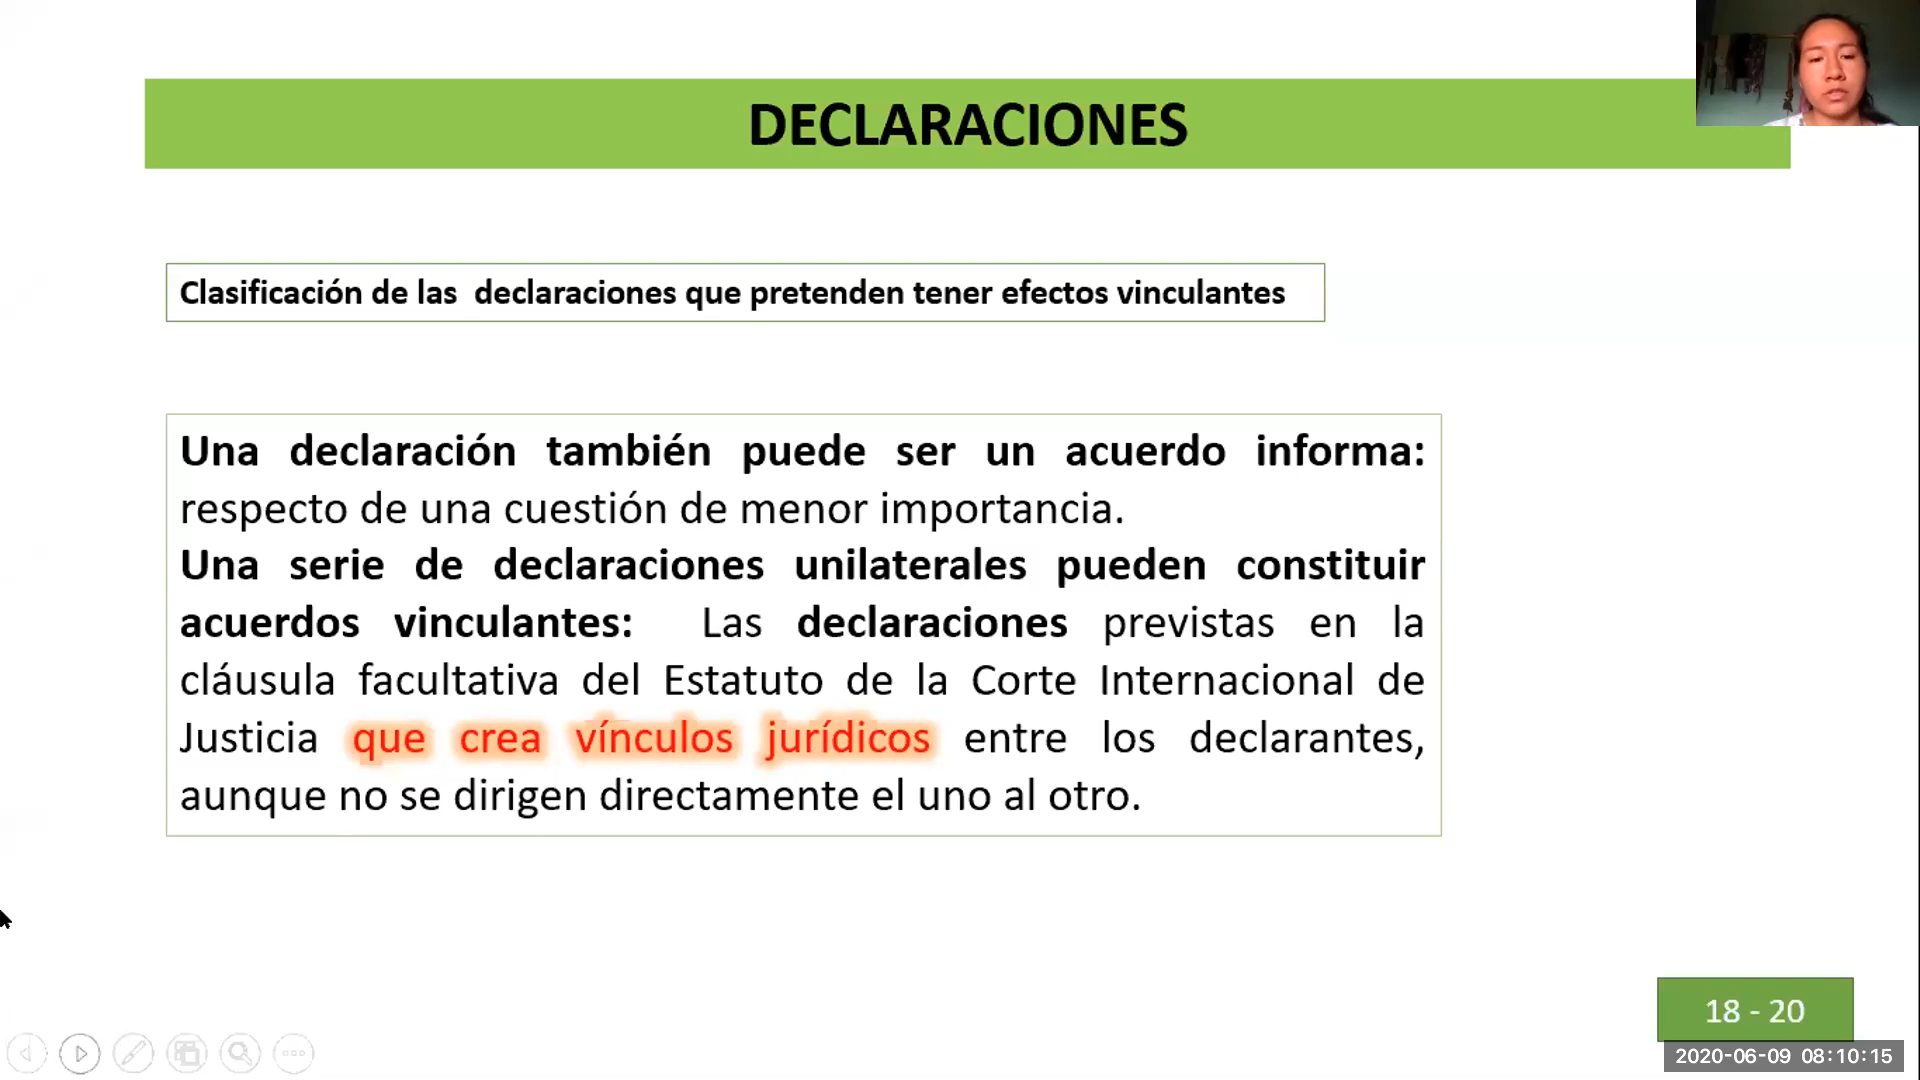 DECLARACIONES
Clasificación de las  declaraciones que pretenden tener efectos vinculantes
Una declaración también puede ser un acuerdo informa:
respecto de una cuestión de menor importancia.
Una serie de declaraciones unilaterales pueden constituir
acuerdos vinculantes:  Las declaraciones previstas en la
cláusula facultativa del Estatuto de la Corte Internacional de
Justicia que crea vínculos jurídicos entre los declarantes,
aunque no se dirigen directamente el uno al otro.
18 - 20
2020-06-09 08:10:15